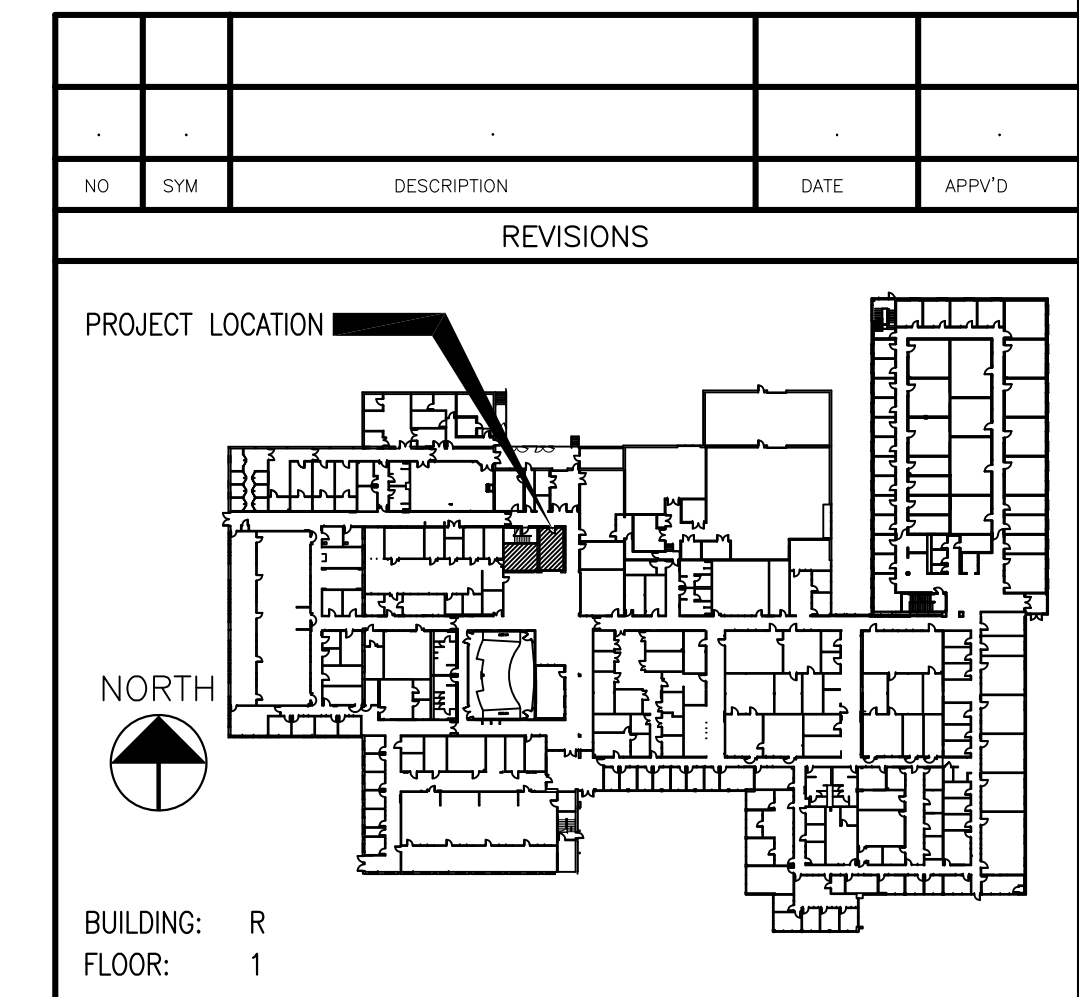 NO SYM DESCRIPTION DATE APPV'D
REVISIONS
PROJECT LOCATION
NORTH
BUILDING: R
FLOOR: 1